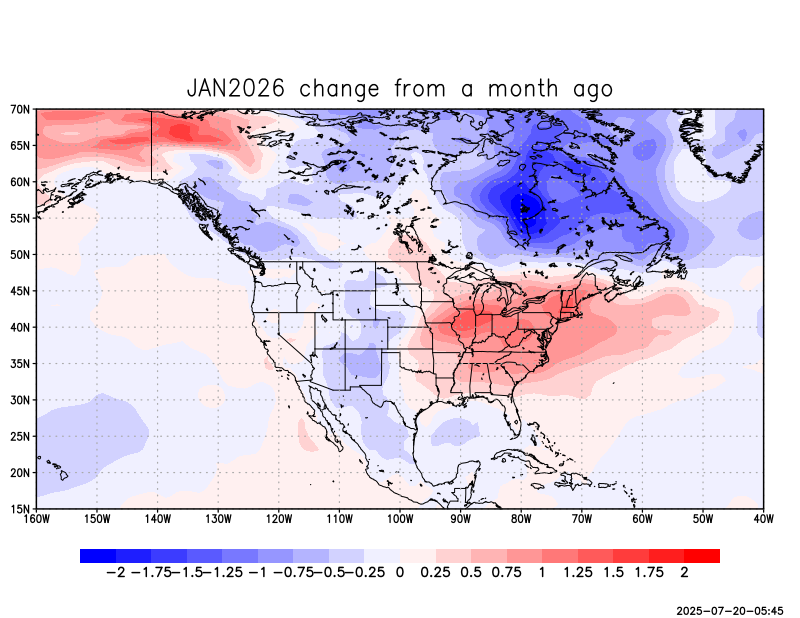 JAN2026 change from a month ago
70N
65N
60N
55N
50N
45N
40N
35N
30N
25N
20N
15N
160W 150W 140W 130W 120W 110W 100W 90W 80W 70W 60W 50W 40W
−2 −1.75 −1.5 −1.25 −1 −0.75 −0.5 −0.25 0 0.25 0.5 0.75 1 1.25 1.5 1.75 2
2025-07-20-05:45